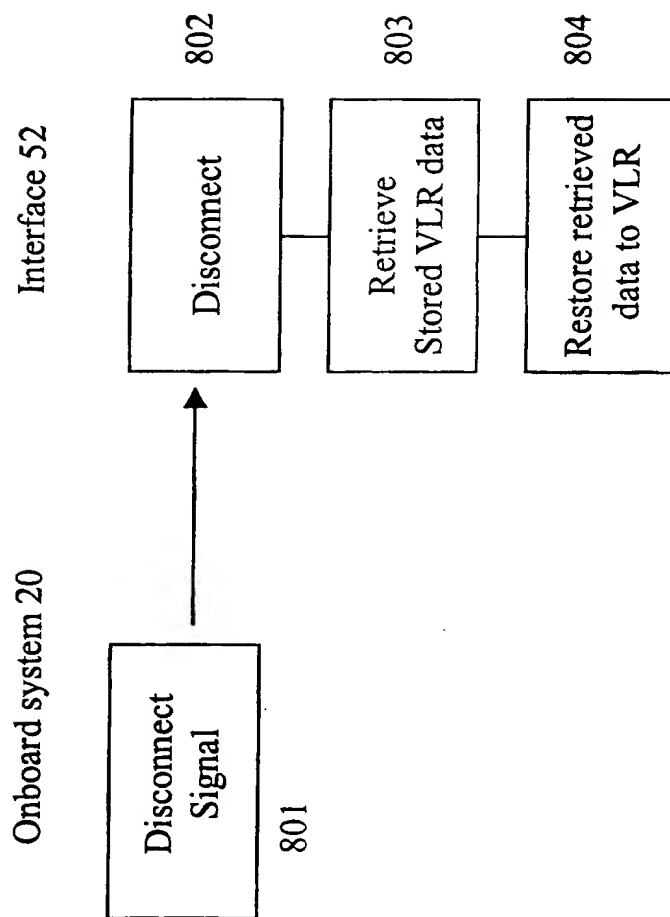 Onboard system 20
Interface 52
Disconnect
Signal
801
Disconnect
802
Retrieve
Stored VLR data
803
Restore retrieved
data to VLR
804